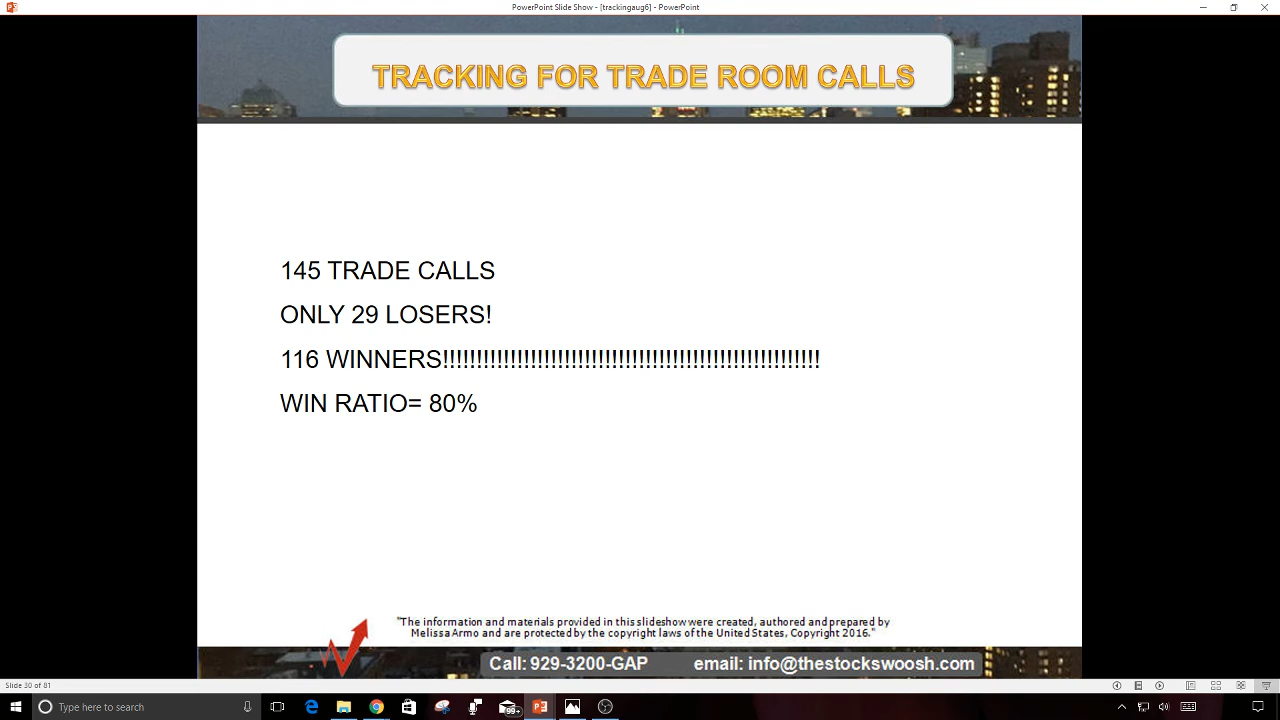 PowerPoint Slide Show - [trackingaug6] - PowerPoint
TRACKING FOR TRADE ROOM CALLS
145 TRADE CALLS
ONLY 29 LOSERS!
116 WINNERS!!!!!!!!!!!!!!!!!!!!!!!!!!!!!!!!!!!!!!!!!!!!!!!!!!!!!!!!
WIN RATIO= 80%
"The information and materials provided in this slideshow were created, authored and prepared by
Melissa Armo and are protected by the copyright laws of the United States, Copyright 2016."
Call: 929-3200-GAP email: info@thestockswoosh.com
Slide 30 of 81
Type here to search
99+